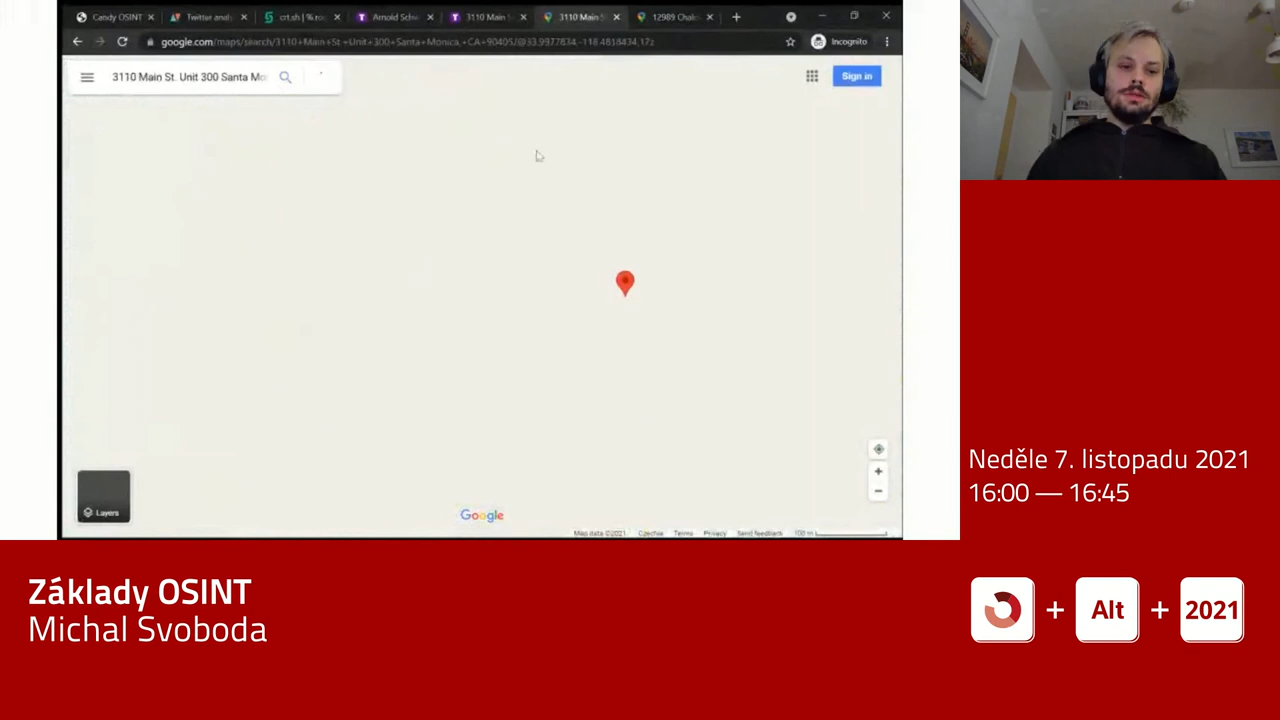 Candy OSINT
Twitter anal
crt.sh | %.ro
Arnold Schw
3110 Main S
3110 Main S
12989 Chal
google.com/maps/search/3110+Main+St.+Unit+300+Santa+Monica,+CA+90405/@33.9977834,-118.4818434,17z
Incognito
3110 Main St. Unit 300 Santa Mo
Sign in
Layers
Google
Map data ©2021 Czechia Terms Privacy Send feedback 100 m
Neděle 7. listopadu 2021
16:00 — 16:45
Základy OSINT
Michal Svoboda
+ Alt + 2021